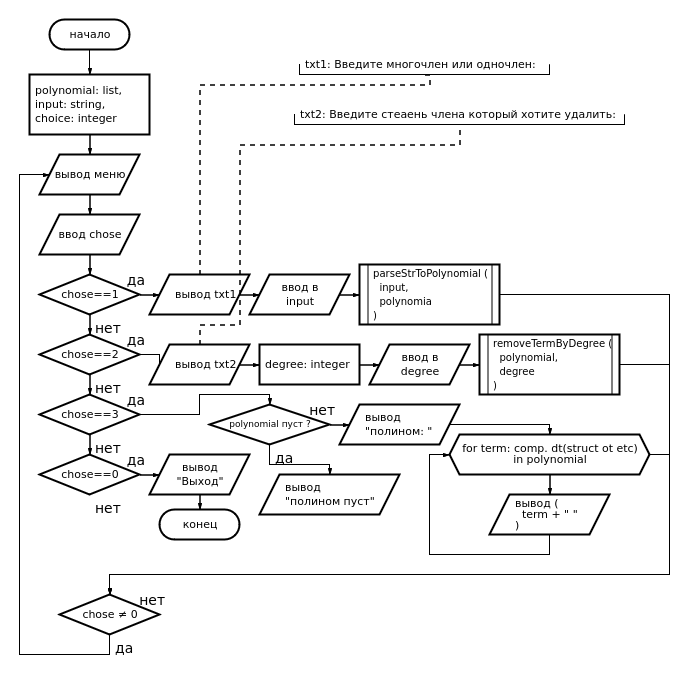 начало
txt1: Введите многочлен или одночлен:
polynomial: list,
input: string,
choice: integer
txt2: Введите стеаень члена который хотите удалить:
вывод меню
ввод chose
chose==1
да
нет
вывод txt1
ввод в
input
parseStrToPolynomial (
input,
polynomia
)
chose==2
да
нет
вывод txt2
degree: integer
ввод в
degree
removeTermByDegree (
polynomial,
degree
)
chose==3
да
нет
полynomial пуст ?
нет
да
вывод
"полином: "
for term: comp. dt(struct ot etc)
in polynomial
вывод (
term + " "
)
вывод
"полином пуст"
chose==0
да
нет
вывод
"Выход"
конец
chose ≠ 0
нет
да